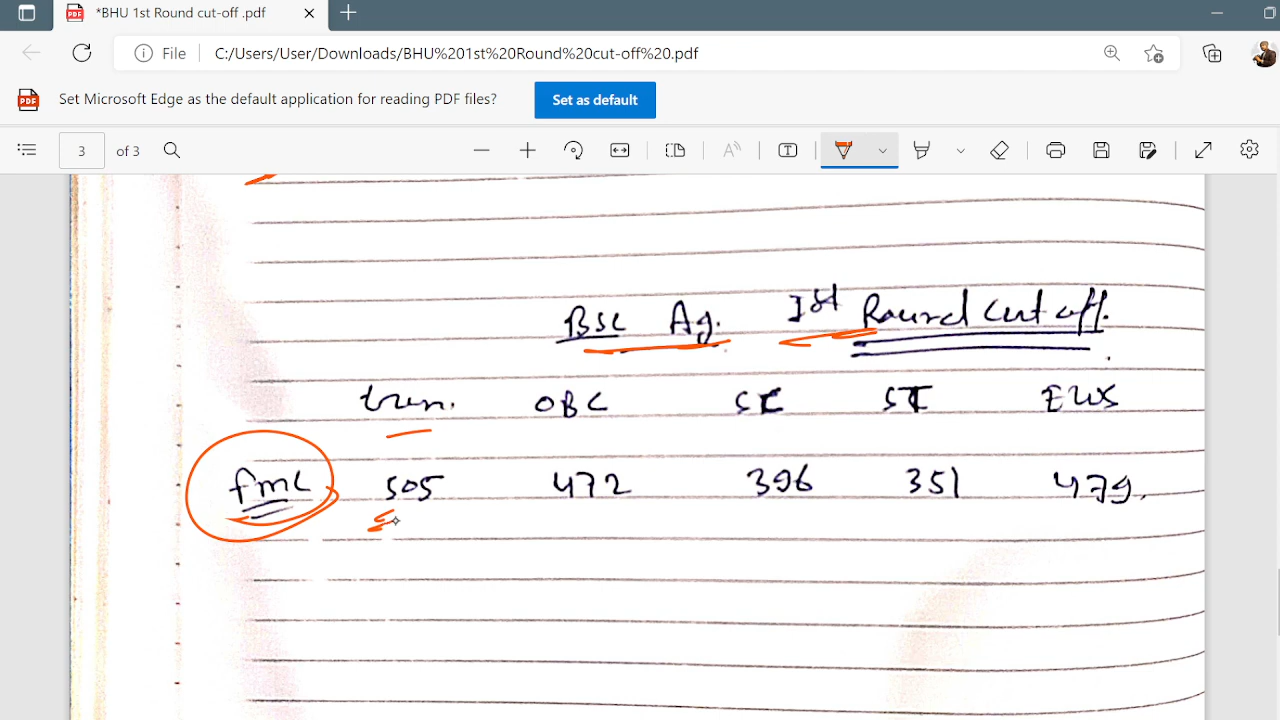 *BHU 1st Round cut-off .pdf
File C:/Users/User/Downloads/BHU%201st%20Round%20cut-off%20.pdf
Set Microsoft Edge as the default application for reading PDF files? Set as default
3 of 3
BSC Ag. Ist Round Cut off.
Gen. OBC SC ST EWS
FMC 505 472 396 351 479.